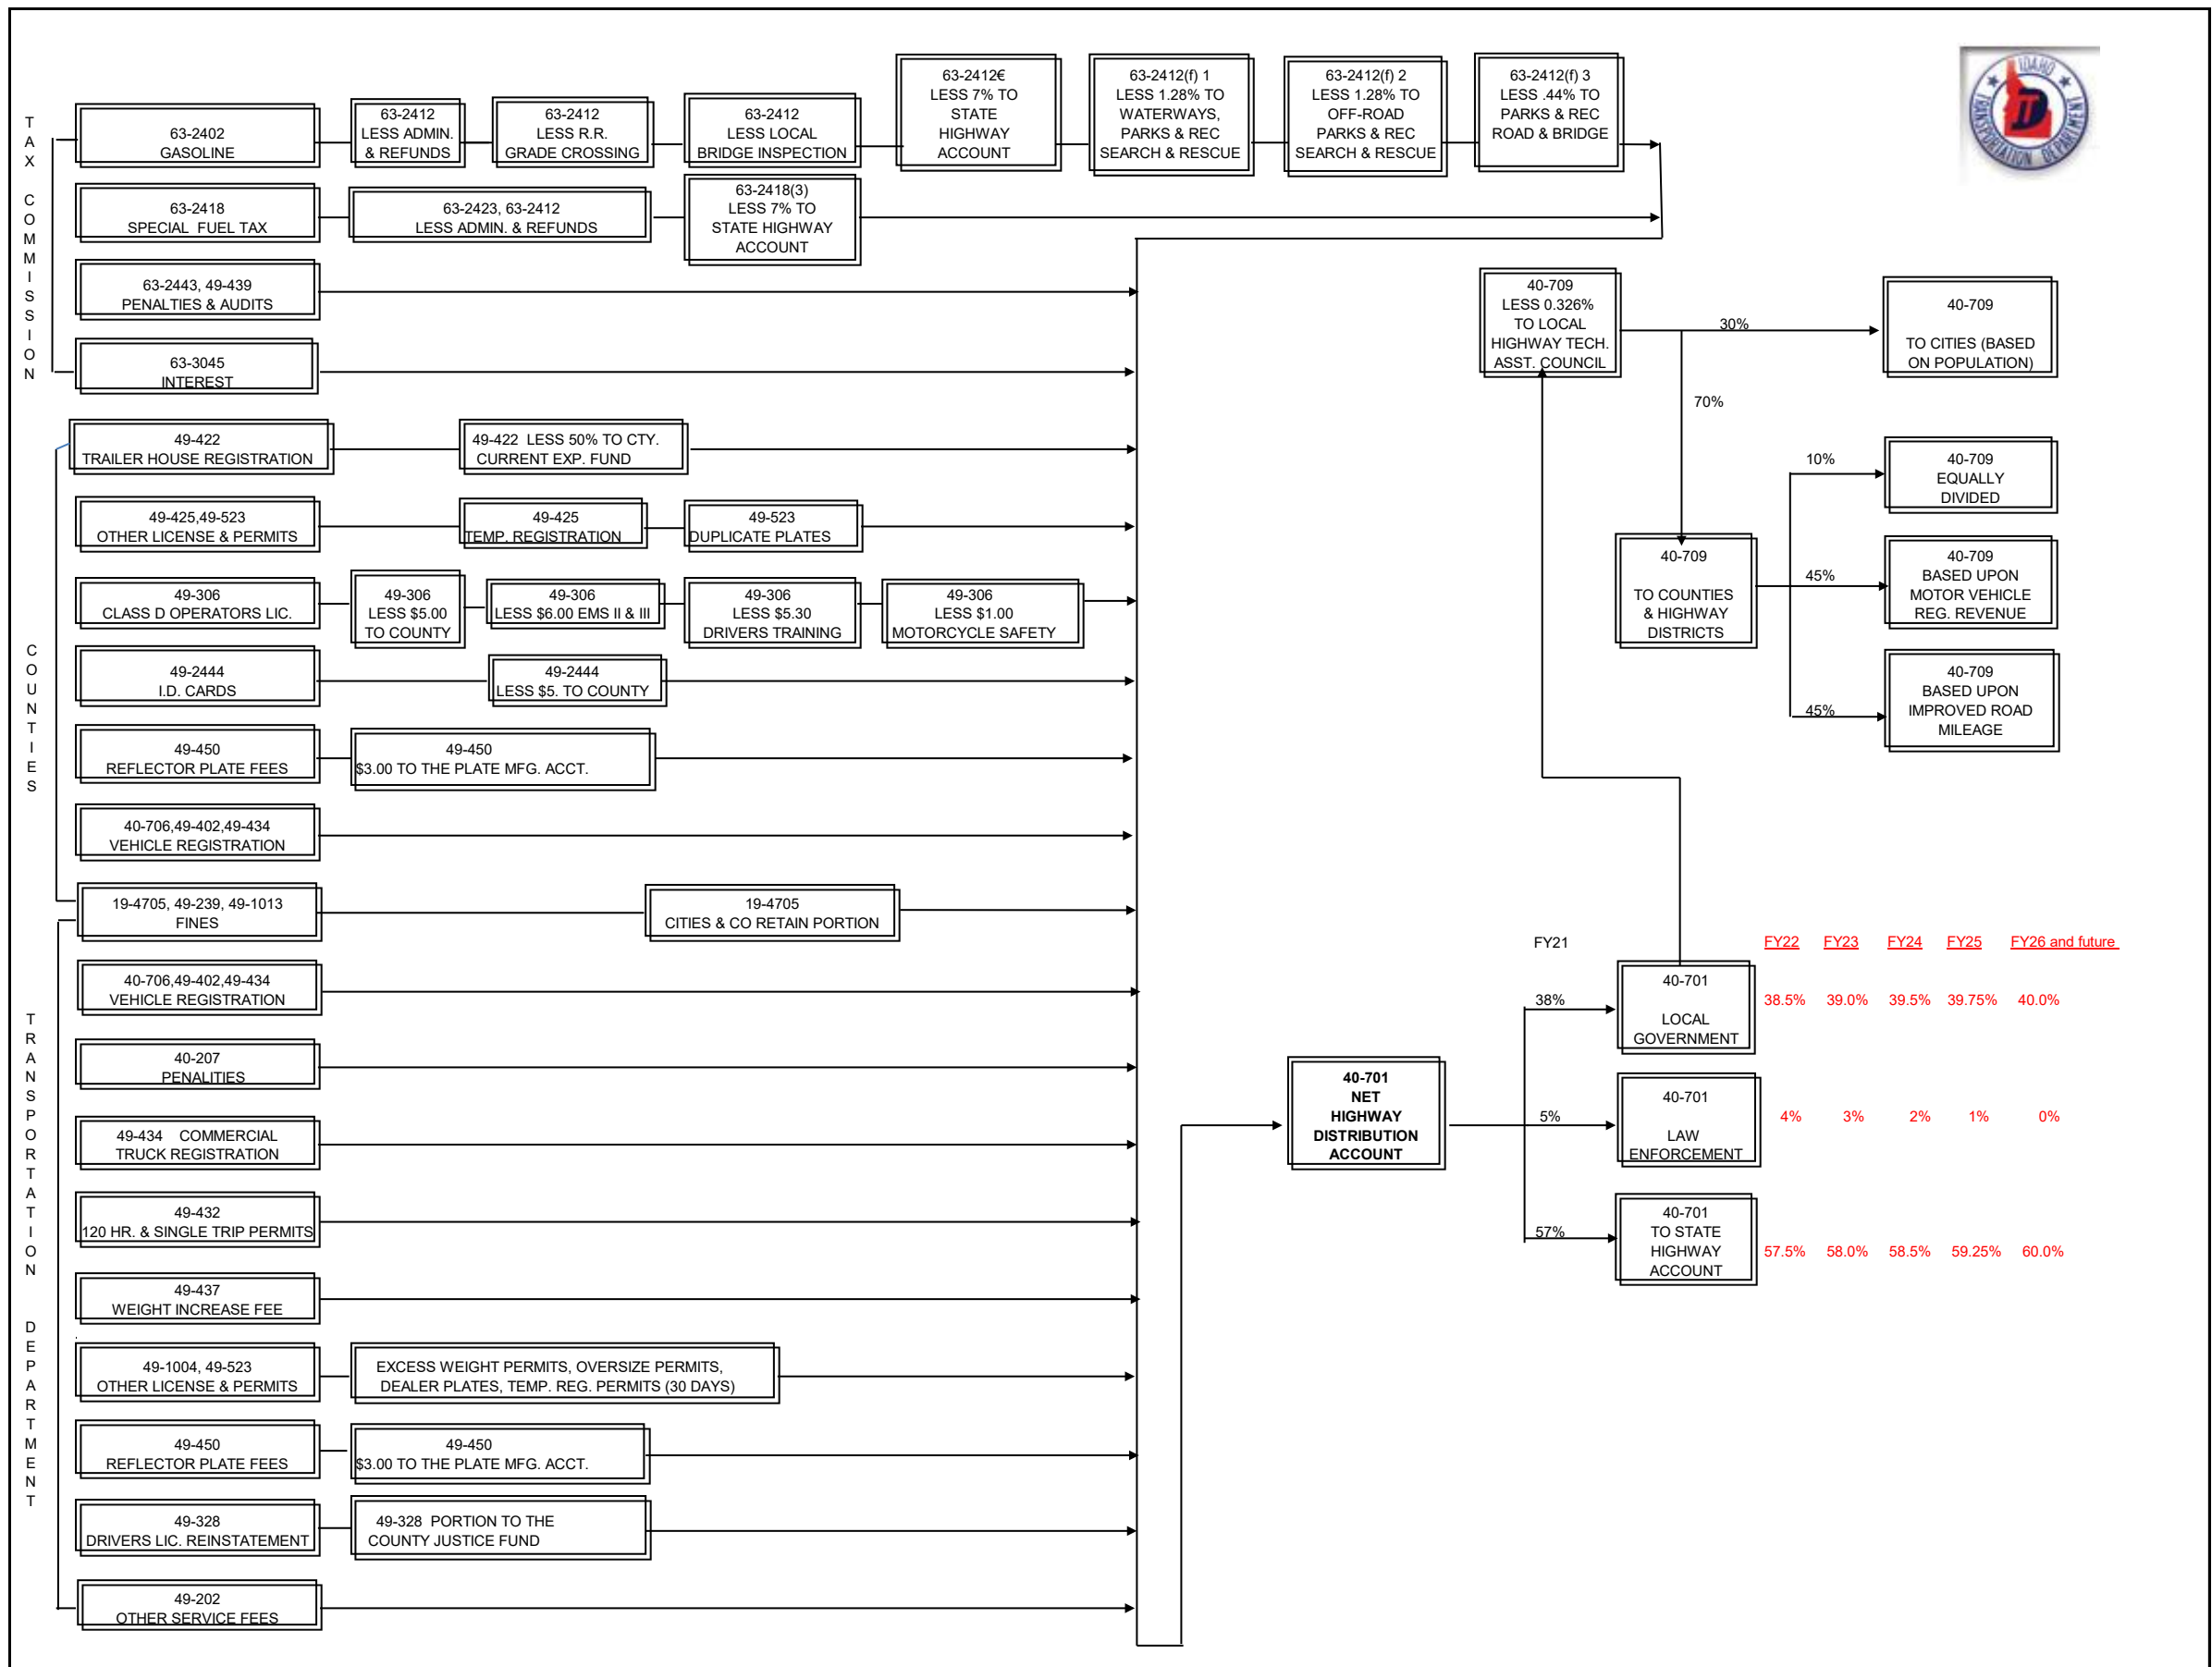 TAX COMMISSION
63-2402
GASOLINE
63-2412
LESS ADMIN.
& REFUNDS
63-2412
LESS R.R.
GRADE CROSSING
63-2412
LESS LOCAL
BRIDGE INSPECTION
63-2412€
LESS 7% TO
STATE
HIGHWAY
ACCOUNT
63-2412(f) 1
LESS 1.28% TO
WATERWAYS,
PARKS & REC
SEARCH & RESCUE
63-2412(f) 2
LESS 1.28% TO
OFF-ROAD
PARKS & REC
SEARCH & RESCUE
63-2412(f) 3
LESS .44% TO
PARKS & REC
ROAD & BRIDGE
IDAHO
TRANSPORTATION DEPARTMENT
63-2418
SPECIAL FUEL TAX
63-2423, 63-2412
LESS ADMIN. & REFUNDS
63-2418(3)
LESS 7% TO
STATE HIGHWAY
ACCOUNT
63-2443, 49-439
PENALTIES & AUDITS
63-3045
INTEREST
COUNTIES
49-422
TRAILER HOUSE REGISTRATION
49-422 LESS 50% TO CTY.
CURRENT EXP. FUND
49-425,49-523
OTHER LICENSE & PERMITS
49-425
TEMP. REGISTRATION
49-523
DUPLICATE PLATES
49-306
CLASS D OPERATORS LIC.
49-306
LESS $5.00
TO COUNTY
49-306
LESS $6.00 EMS II & III
49-306
LESS $5.30
DRIVERS TRAINING
49-306
LESS $1.00
MOTORCYCLE SAFETY
49-2444
I.D. CARDS
49-2444
LESS $5. TO COUNTY
49-450
REFLECTOR PLATE FEES
49-450
$3.00 TO THE PLATE MFG. ACCT.
40-706,49-402,49-434
VEHICLE REGISTRATION
19-4705, 49-239, 49-1013
FINES
19-4705
CITIES & CO RETAIN PORTION
TRANSPORTATION DEPARTMENT
40-706,49-402,49-434
VEHICLE REGISTRATION
40-207
PENALITIES
49-434 COMMERCIAL
TRUCK REGISTRATION
49-432
120 HR. & SINGLE TRIP PERMITS
49-437
WEIGHT INCREASE FEE
49-1004, 49-523
OTHER LICENSE & PERMITS
EXCESS WEIGHT PERMITS, OVERSIZE PERMITS,
DEALER PLATES, TEMP. REG. PERMITS (30 DAYS)
49-450
REFLECTOR PLATE FEES
49-450
$3.00 TO THE PLATE MFG. ACCT.
49-328
DRIVERS LIC. REINSTATEMENT
49-328 PORTION TO THE
COUNTY JUSTICE FUND
49-202
OTHER SERVICE FEES
40-709
LESS 0.326%
TO LOCAL
HIGHWAY TECH.
ASST. COUNCIL
30%
40-709
TO CITIES (BASED
ON POPULATION)
70%
40-709
TO COUNTIES
& HIGHWAY
DISTRICTS
10%
40-709
EQUALLY
DIVIDED
45%
40-709
BASED UPON
MOTOR VEHICLE
REG. REVENUE
45%
40-709
BASED UPON
IMPROVED ROAD
MILEAGE
40-701
NET
HIGHWAY
DISTRIBUTION
ACCOUNT
FY21 FY22 FY23 FY24 FY25 FY26 and future
38%
40-701
LOCAL
GOVERNMENT
38.5% 39.0% 39.5% 39.75% 40.0%
5%
40-701
LAW
ENFORCEMENT
4% 3% 2% 1% 0%
57%
40-701
TO STATE
HIGHWAY
ACCOUNT
57.5% 58.0% 58.5% 59.25% 60.0%